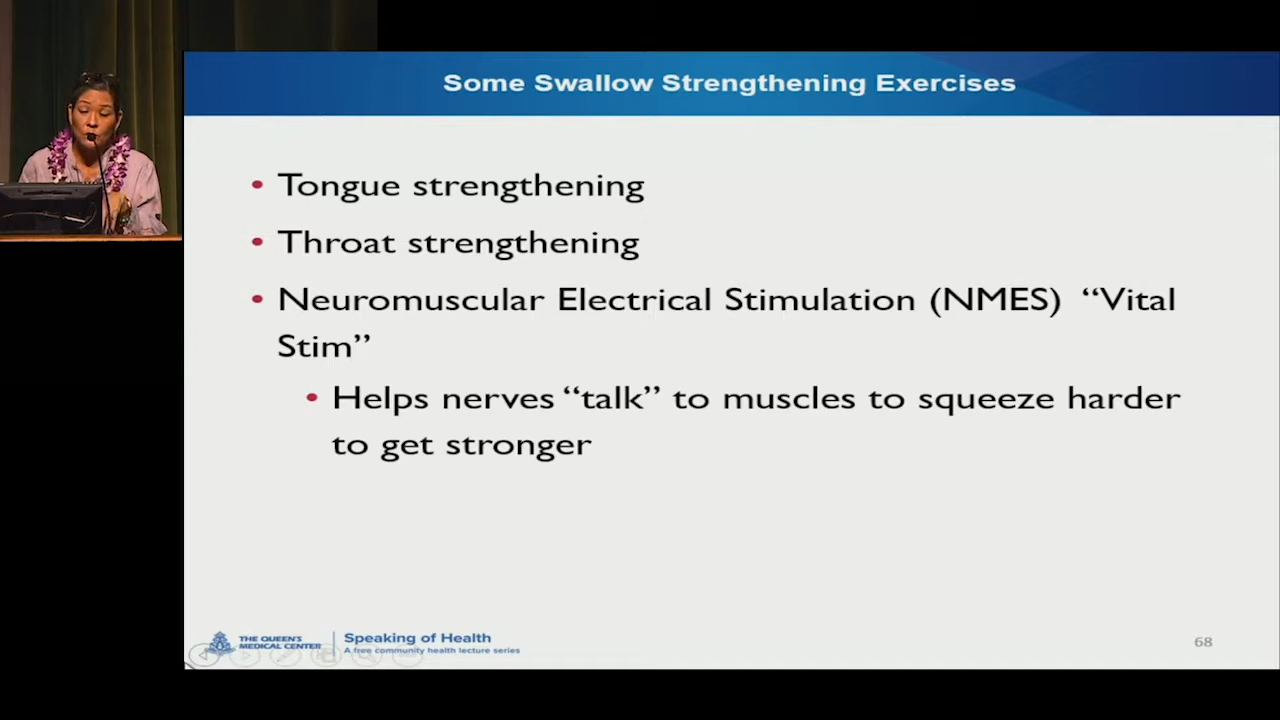 Some Swallow Strengthening Exercises
• Tongue strengthening
• Throat strengthening
• Neuromuscular Electrical Stimulation (NMES) “Vital
Stim”
• Helps nerves “talk” to muscles to squeeze harder
to get stronger
THE QUEEN'S
MEDICAL CENTER
Speaking of Health
A free community health lecture series
68